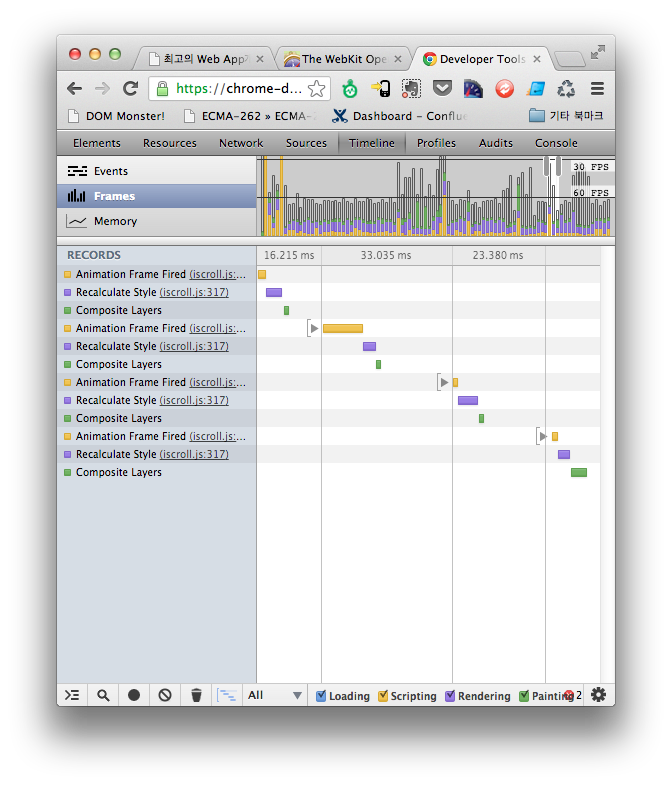 최고의 Web App
The WebKit Ope
Developer Tools
https://chrome-d...
DOM Monster! ECMA-262 » ECMA- Dashboard – Conflue 기타 북마크
Elements Resources Network Sources Timeline Profiles Audits Console
Events
Frames
Memory
30 FPS
60 FPS
RECORDS 16.215 ms 33.035 ms 23.380 ms
Animation Frame Fired (iscroll.js:...
Recalculate Style (iscroll.js:317)
Composite Layers
Animation Frame Fired (iscroll.js:...
Recalculate Style (iscroll.js:317)
Composite Layers
Animation Frame Fired (iscroll.js:...
Recalculate Style (iscroll.js:317)
Composite Layers
Animation Frame Fired (iscroll.js:...
Recalculate Style (iscroll.js:317)
Composite Layers
All Loading Scripting Rendering Painting 2